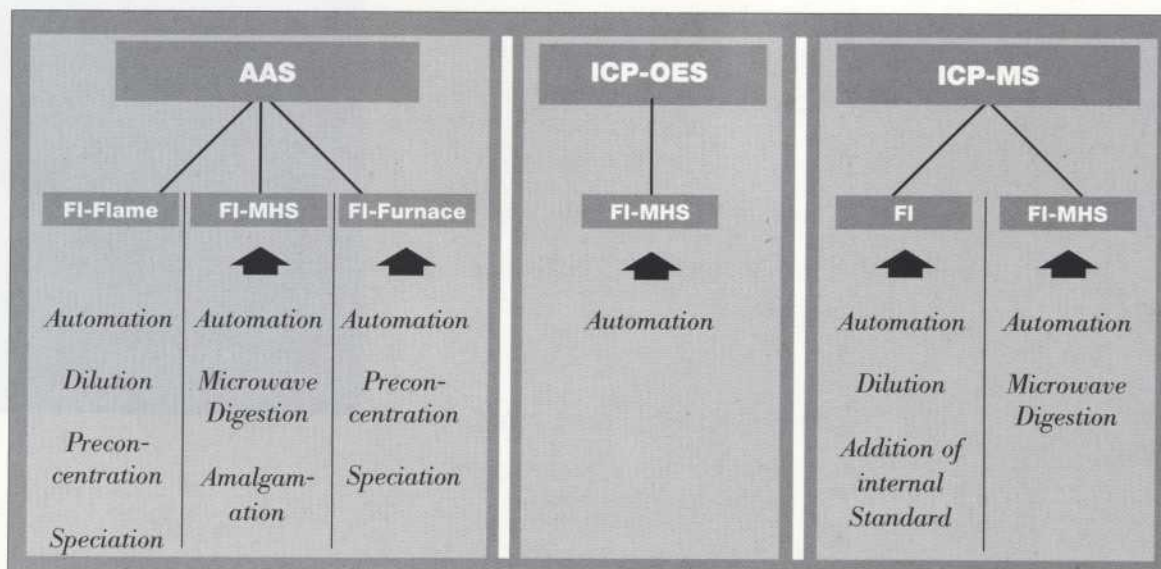 AAS
FI-Flame
FI-MHS
FI-Furnace
Automation
Dilution
Precon-
centration
Speciation
Automation
Microwave
Digestion
Amalgam-
ation
Automation
Precon-
centration
Speciation
ICP-OES
FI-MHS
Automation
ICP-MS
FI
FI-MHS
Automation
Dilution
Addition of
internal
Standard
Automation
Microwave
Digestion